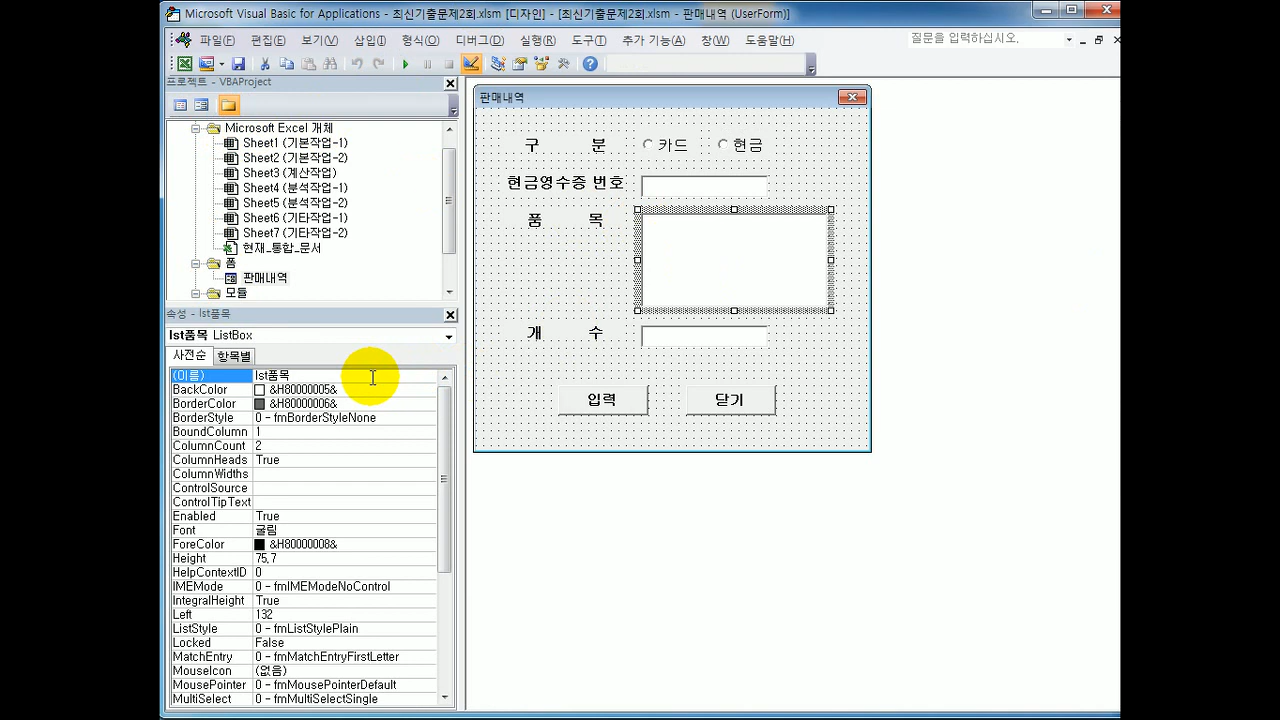 Microsoft Visual Basic for Applications - 최신기출문제2회.xlsm [디자인] - [최신기출문제2회.xlsm - 판매내역 (UserForm)]
파일(F) 편집(E) 보기(V) 삽입(I) 형식(O) 디버그(D) 실행(R) 도구(T) 추가 기능(A) 창(W) 도움말(H) 질문을 입력하십시오.
프로젝트 - VBAProject
Microsoft Excel 개체
Sheet1 (기본작업-1)
Sheet2 (기본작업-2)
Sheet3 (계산작업)
Sheet4 (분석작업-1)
Sheet5 (분석작업-2)
Sheet6 (기타작업-1)
Sheet7 (기타작업-2)
현재_통합_문서
폼
판매내역
모듈
속성 - lst품목
lst품목 ListBox
사전순 항목별
(이름) lst품목
BackColor &H80000005&
BorderColor &H80000006&
BorderStyle 0 - fmBorderStyleNone
BoundColumn 1
ColumnCount 2
ColumnHeads True
ColumnWidths
ControlSource
ControlTipText
Enabled True
Font 굴림
ForeColor &H80000008&
Height 75.7
HelpContextID 0
IMEMode 0 - fmIMEModeNoControl
IntegralHeight True
Left 132
ListStyle 0 - fmListStylePlain
Locked False
MatchEntry 0 - fmMatchEntryFirstLetter
MouseIcon (없음)
MousePointer 0 - fmMousePointerDefault
MultiSelect 0 - fmMultiSelectSingle
판매내역
구 분 카드 현금
현금영수증 번호
품 목
개 수
입력 닫기